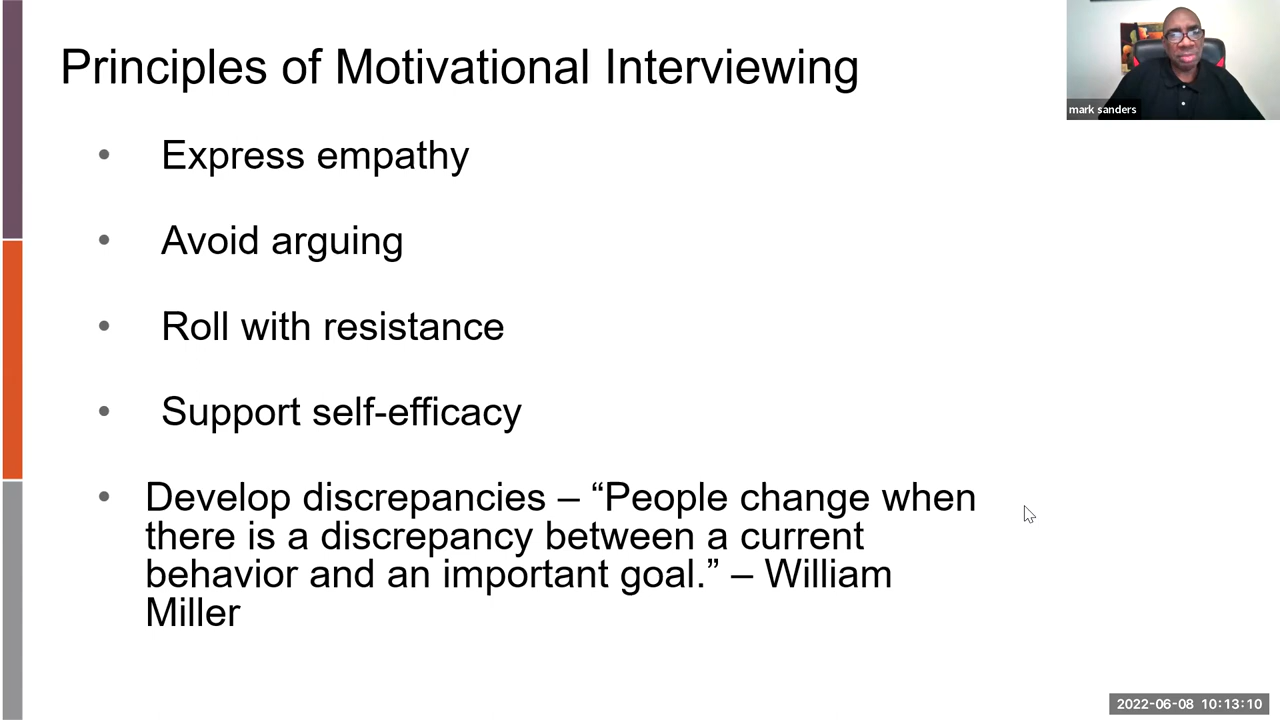 Principles of Motivational Interviewing
mark sanders
• Express empathy
• Avoid arguing
• Roll with resistance
• Support self-efficacy
• Develop discrepancies – “People change when
there is a discrepancy between a current
behavior and an important goal.” – William
Miller
2022-06-08 10:13:10